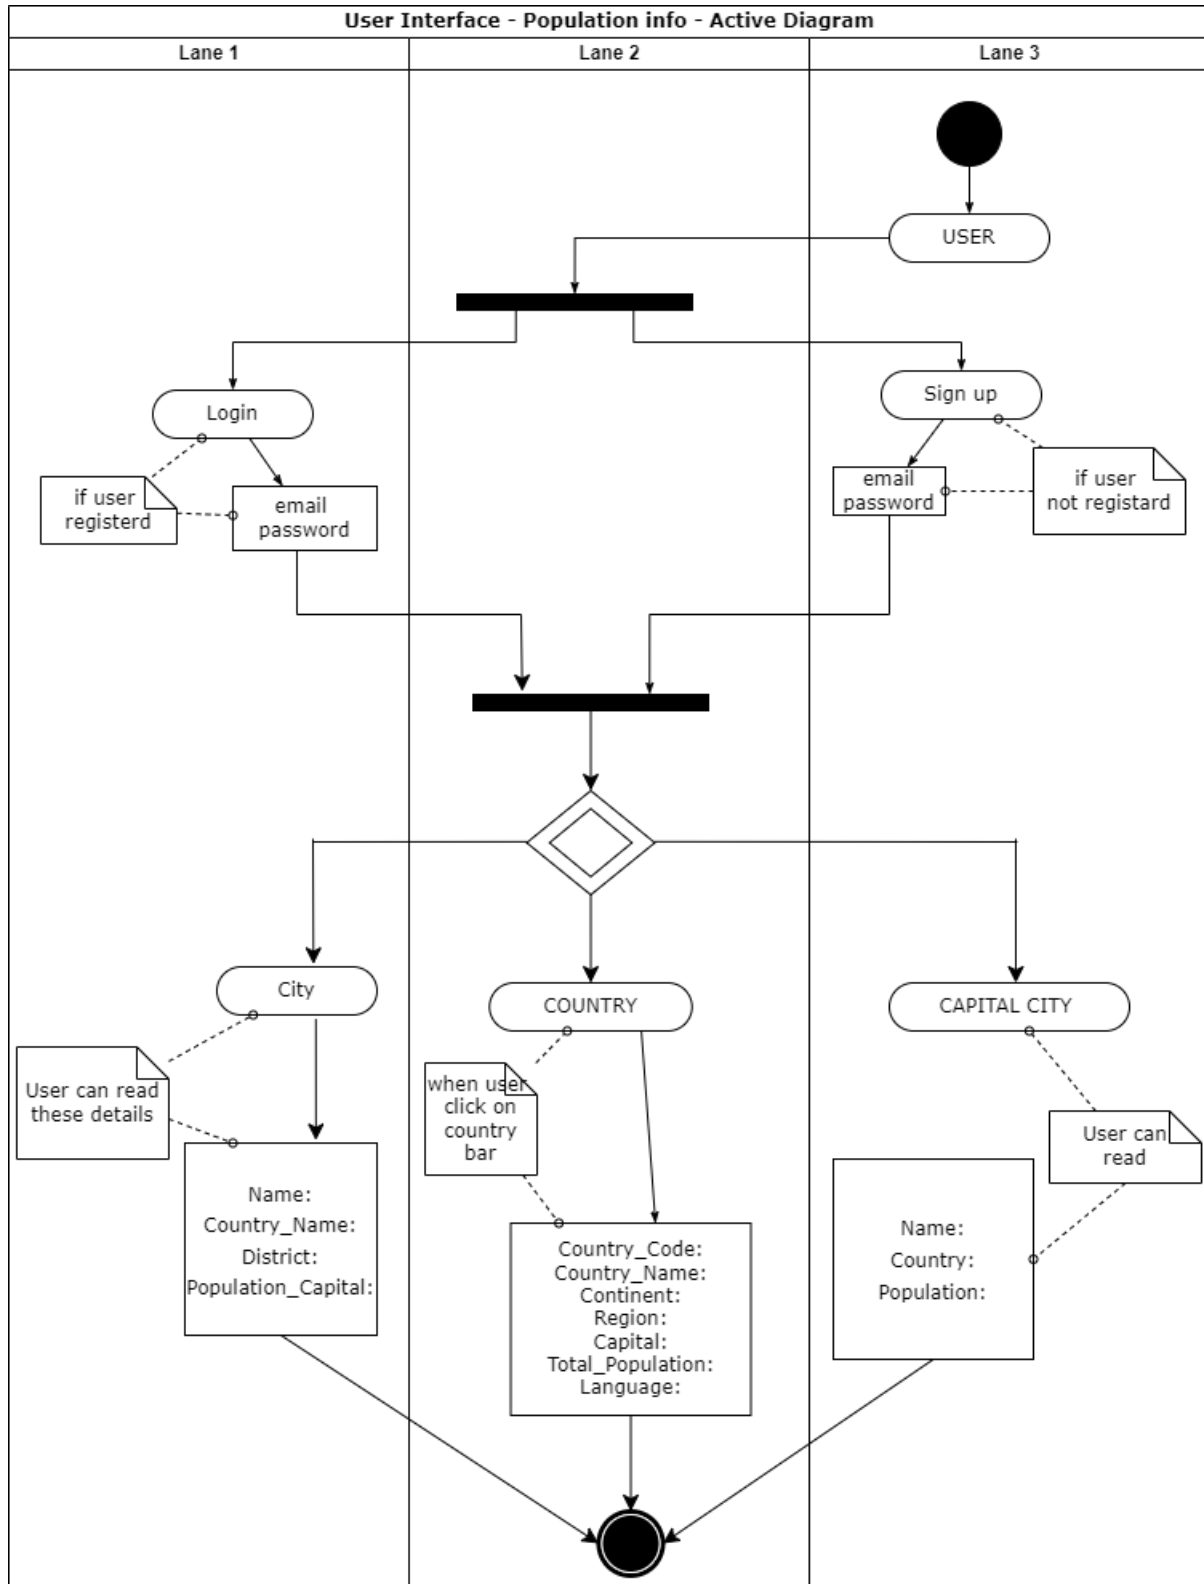 User Interface - Population info - Active Diagram
Lane 1
Lane 2
Lane 3
USER
Login
Sign up
if user
registerd
email
password
email
password
if user
not registard
City
COUNTRY
CAPITAL CITY
User can read
these details
when user
click on
country
bar
User can
read
Name:
Country_Name:
District:
Population_Capital:
Country_Code:
Country_Name:
Continent:
Region:
Capital:
Total_Population:
Language:
Name:
Country:
Population: